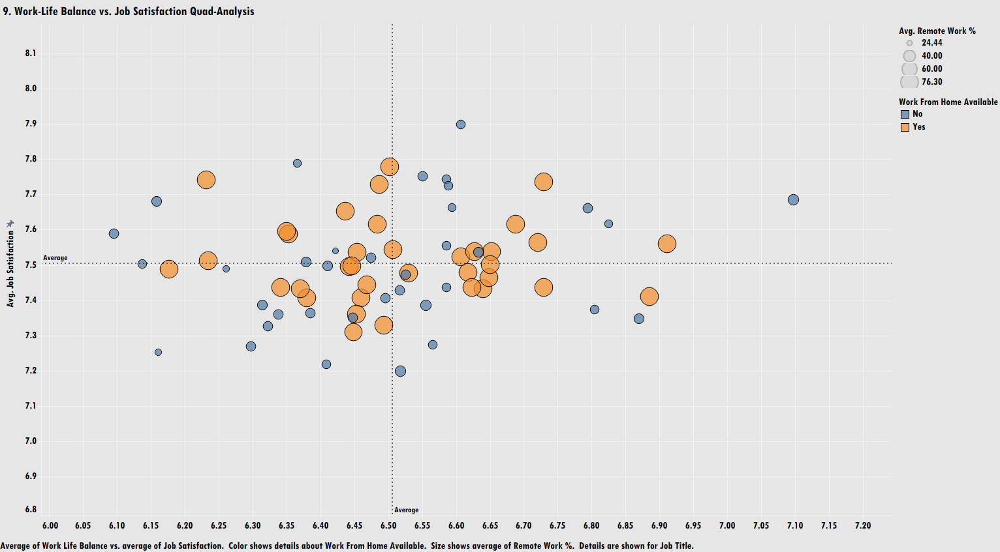 9. Work-Life Balance vs. Job Satisfaction Quad-Analysis
Avg. Remote Work %
24.44
40.00
60.00
76.30
Work From Home Available
No
Yes
Avg. Job Satisfaction
8.1
8.0
7.9
7.8
7.7
7.6
7.5
7.4
7.3
7.2
7.1
7.0
6.9
6.8
Average
Average
6.00 6.05 6.10 6.15 6.20 6.25 6.30 6.35 6.40 6.45 6.50 6.55 6.60 6.65 6.70 6.75 6.80 6.85 6.90 6.95 7.00 7.05 7.10 7.15 7.20
Average of Work Life Balance vs. average of Job Satisfaction.  Color shows details about Work From Home Available.  Size shows average of Remote Work %.  Details are shown for Job Title.